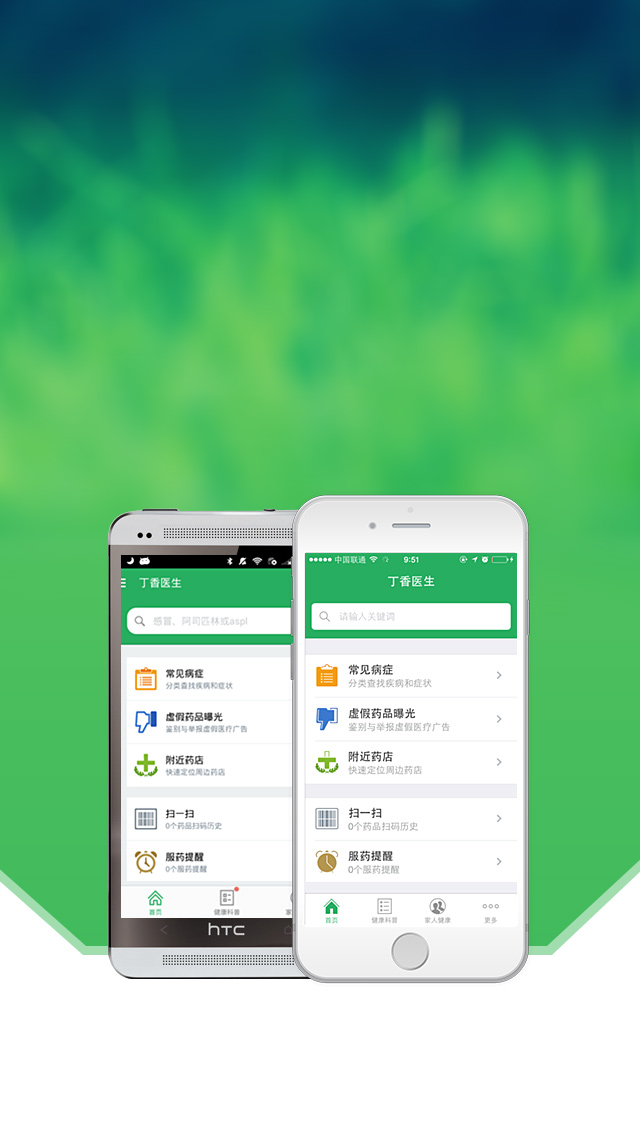 丁香医生
感冒、阿司匹林或aspl
常见病症
分类查找疾病和症状
虚假药品曝光
鉴别与举报虚假医疗广告
附近药店
快速定位周边药店
扫一扫
0个药品扫码历史
服药提醒
0个服药提醒
首页
健康科普
家
hTC
中国联通
9:51
丁香医生
请输入关键词
常见病症
分类查找疾病和症状
虚假药品曝光
鉴别与举报虚假医疗广告
附近药店
快速定位周边药店
扫一扫
0个药品扫码历史
服药提醒
0个服药提醒
首页
健康科普
家人健康
更多